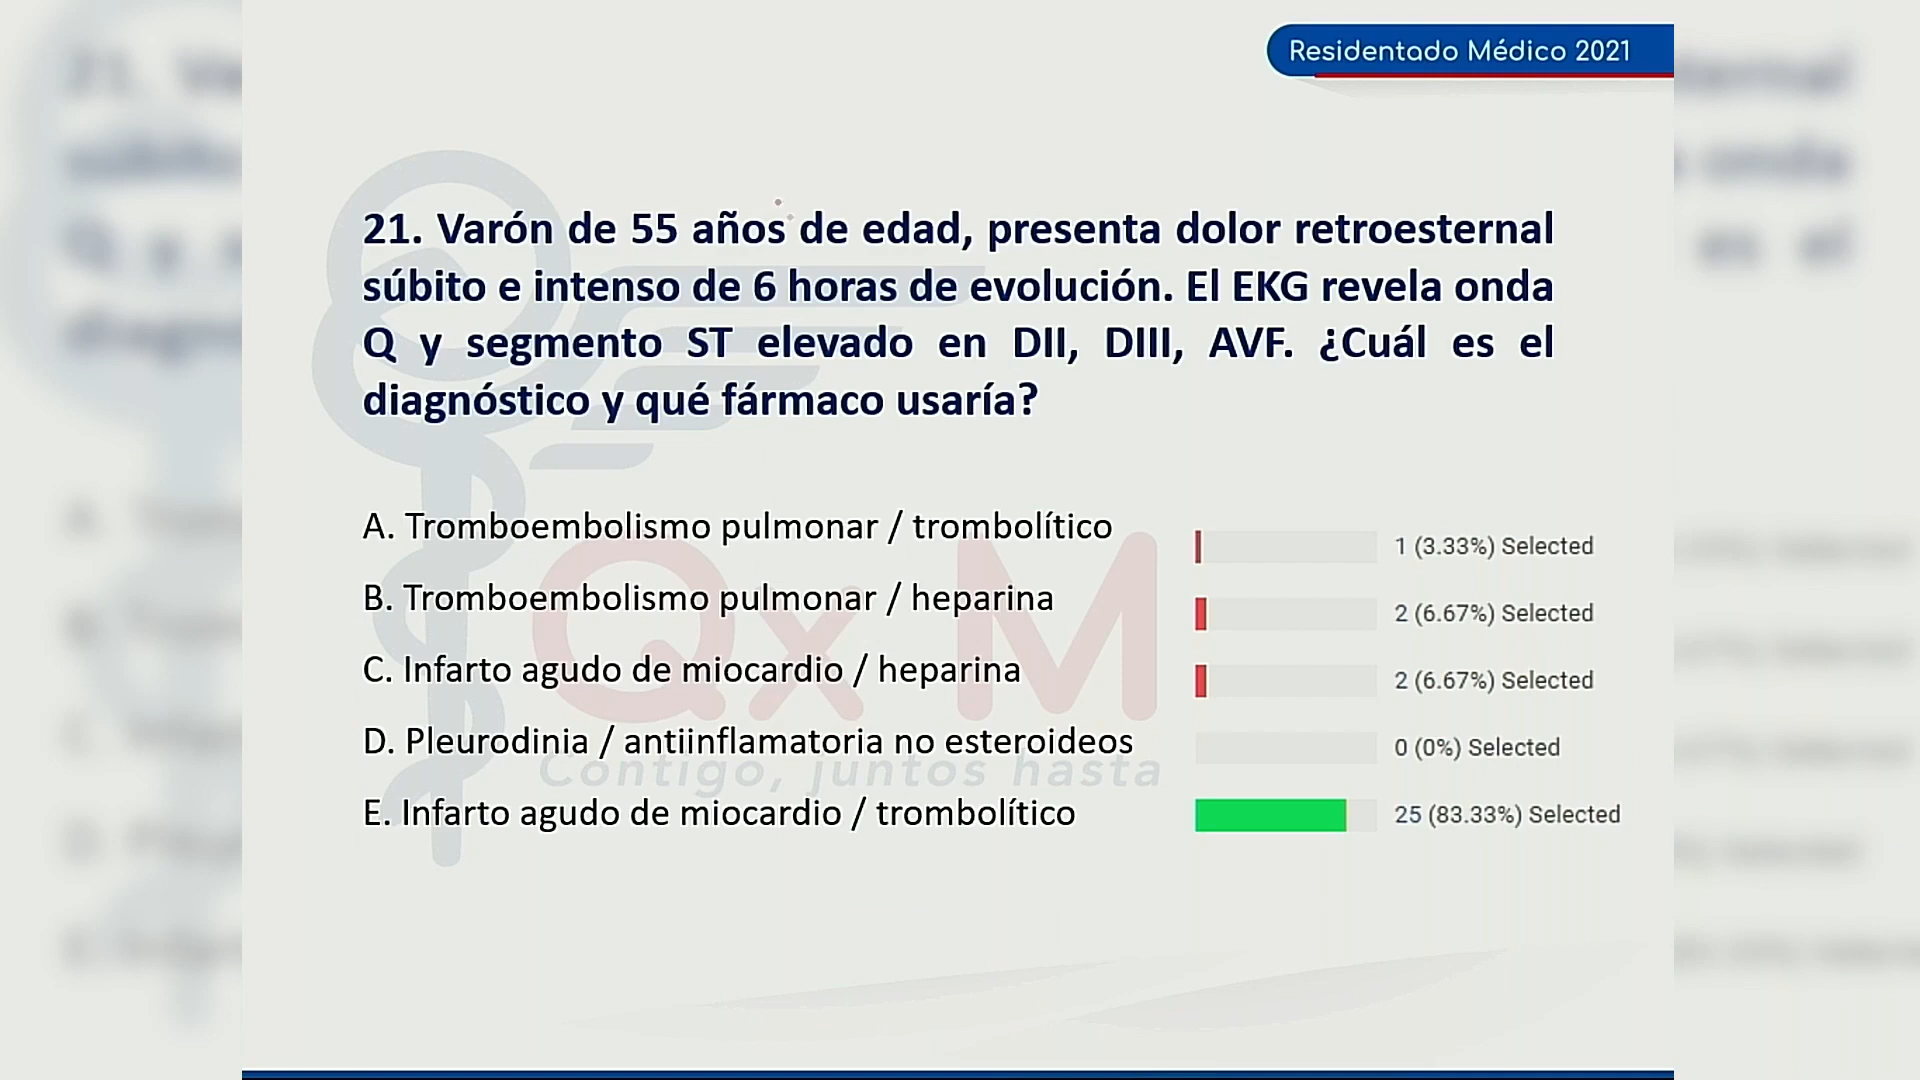 Residentado Médico 2021
21. Varón de 55 años de edad, presenta dolor retroesternal
súbito e intenso de 6 horas de evolución. El EKG revela onda
Q y segmento ST elevado en DII, DIII, AVF. ¿Cuál es el
diagnóstico y qué fármaco usaría?
A. Tromboembolismo pulmonar / trombolítico
1 (3.33%) Selected
B. Tromboembolismo pulmonar / heparina
2 (6.67%) Selected
C. Infarto agudo de miocardio / heparina
2 (6.67%) Selected
D. Pleurodinia / antiinflamatoria no esteroideos
0 (0%) Selected
E. Infarto agudo de miocardio / trombolítico
25 (83.33%) Selected
QxM
Contigo, juntos hasta